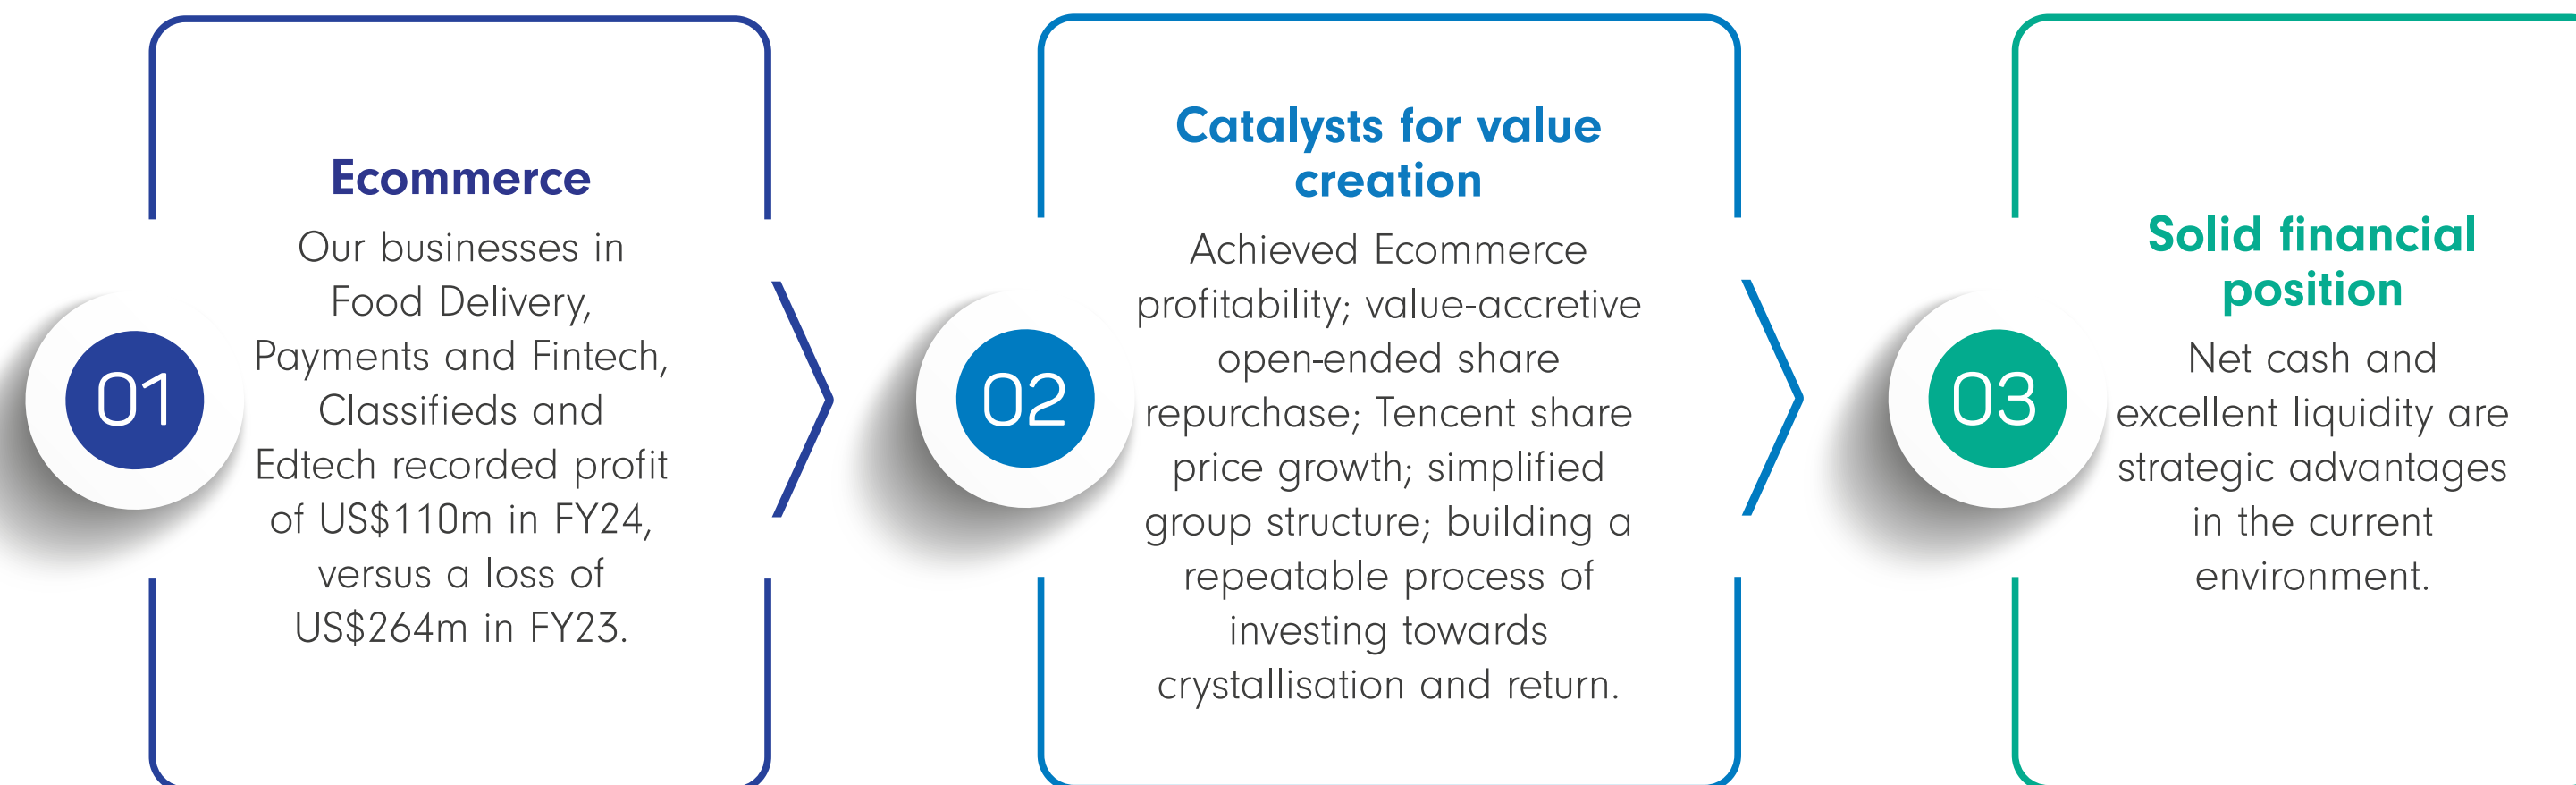 01
Ecommerce
Our businesses in
Food Delivery,
Payments and Fintech,
Classifieds and
Edtech recorded profit
of US$110m in FY24,
versus a loss of
US$264m in FY23.
02
Catalysts for value
creation
Achieved Ecommerce
profitability; value-accretive
open-ended share
repurchase; Tencent share
price growth; simplified
group structure; building a
repeatable process of
investing towards
crystallisation and return.
03
Solid financial
position
Net cash and
excellent liquidity are
strategic advantages
in the current
environment.